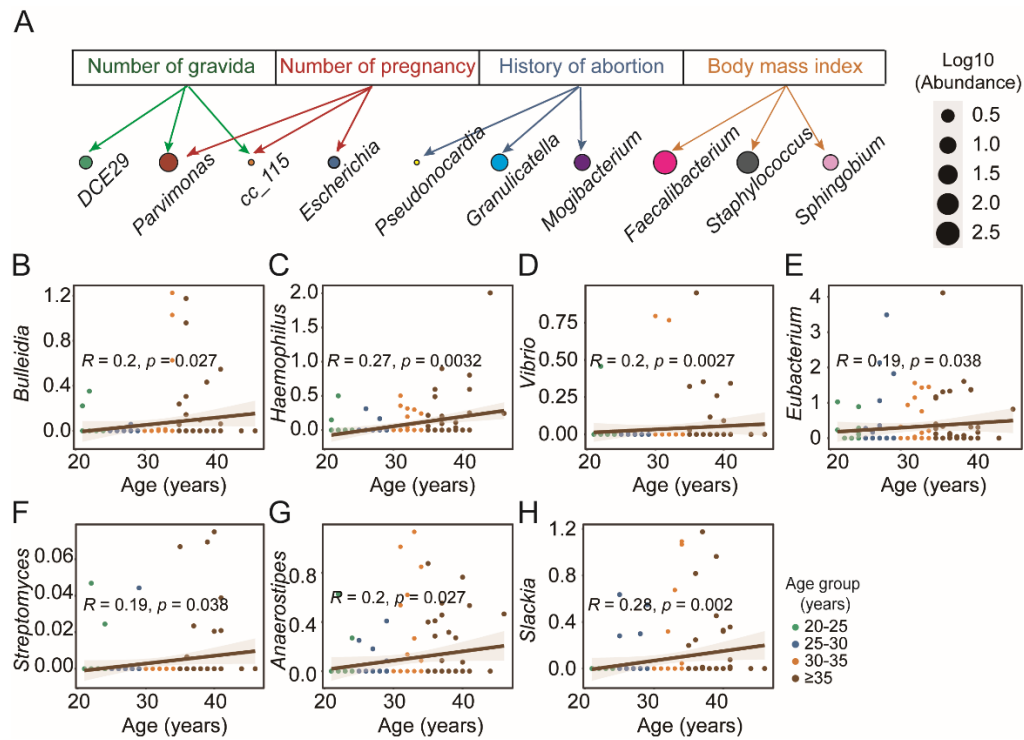 A
Number of gravida
Number of pregnancy
History of abortion
Body mass index
Log10
(Abundance)
0.5
1.0
1.5
2.0
2.5
DCE29
Parvimonas
cc_115
Escherichia
Pseudonocardia
Granulicatella
Mogibacterium
Faecalibacterium
Staphylococcus
Sphingobium
B
Bulleidia
1.2
0.8
0.4
0.0
R = 0.2, p = 0.027
20 30 40
Age (years)
C
Haemophilus
2.0
1.5
1.0
0.5
0.0
R = 0.27, p = 0.0032
20 30 40
Age (years)
D
Vibrio
0.75
0.50
0.25
0.00
R = 0.2, p = 0.0027
20 30 40
Age (years)
E
Eubacterium
4
3
2
1
0
R = 0.19, p = 0.038
20 30 40
Age (years)
F
Streptomyces
0.06
0.04
0.02
0.00
R = 0.19, p = 0.038
20 30 40
Age (years)
G
Anaerostipes
0.8
0.4
0.0
R = 0.2, p = 0.027
20 30 40
Age (years)
H
Slackia
1.2
0.8
0.4
0.0
R = 0.28, p = 0.002
20 30 40
Age (years)
Age group
(years)
20-25
25-30
30-35
≥35